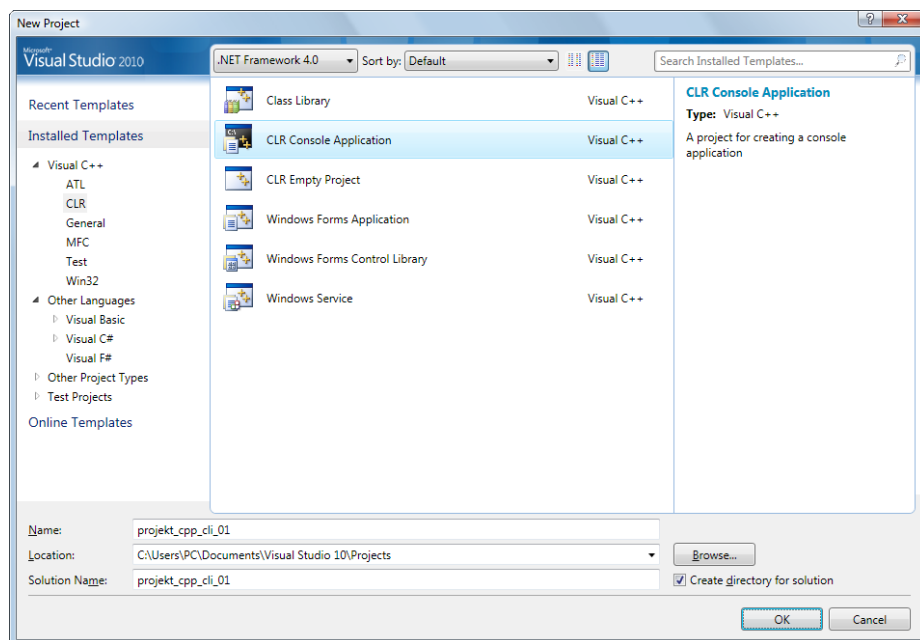 New Project
Microsoft
Visual Studio 2010
.NET Framework 4.0 Sort by: Default
Search Installed Templates...
Recent Templates
Installed Templates
Visual C++
ATL
CLR
General
MFC
Test
Win32
Other Languages
Visual Basic
Visual C#
Visual F#
Other Project Types
Test Projects
Online Templates
Class Library Visual C++
CLR Console Application Visual C++
CLR Empty Project Visual C++
Windows Forms Application Visual C++
Windows Forms Control Library Visual C++
Windows Service Visual C++
CLR Console Application
Type: Visual C++
A project for creating a console
application
Name: projekt_cpp_cli_01
Location: C:\Users\PC\Documents\Visual Studio 10\Projects Browse...
Solution Name: projekt_cpp_cli_01 Create directory for solution
OK Cancel